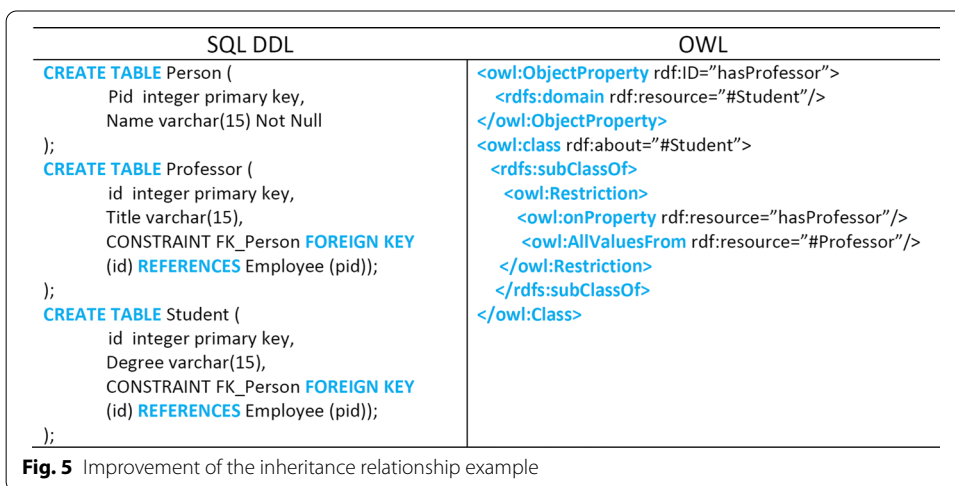 SQL DDL
OWL
CREATE TABLE Person (
Pid integer primary key,
Name varchar(15) Not Null
);
CREATE TABLE Professor (
id integer primary key,
Title varchar(15),
CONSTRAINT FK_Person FOREIGN KEY
(id) REFERENCES Employee (pid));
);
CREATE TABLE Student (
id integer primary key,
Degree varchar(15),
CONSTRAINT FK_Person FOREIGN KEY
(id) REFERENCES Employee (pid));
);
<owl:ObjectProperty rdf:ID="hasProfessor">
<rdfs:domain rdf:resource="#Student"/>
</owl:ObjectProperty>
<owl:class rdf:about="#Student">
<rdfs:subClassOf>
<owl:Restriction>
<owl:onProperty rdf:resource="hasProfessor"/>
<owl:AllValuesFrom rdf:resource="#Professor"/>
</owl:Restriction>
</rdfs:subClassOf>
</owl:Class>
Fig. 5 Improvement of the inheritance relationship example